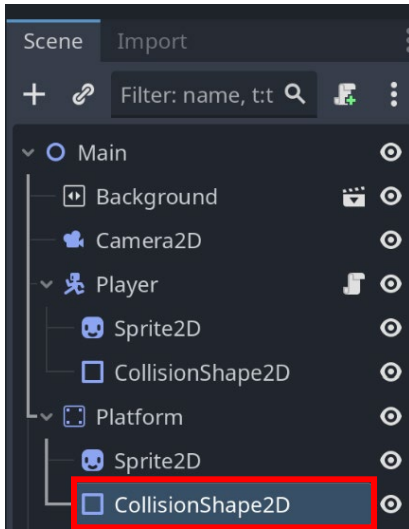 Scene Import
Filter: name, t:t
Main
Background
Camera2D
Player
Sprite2D
CollisionShape2D
Platform
Sprite2D
CollisionShape2D